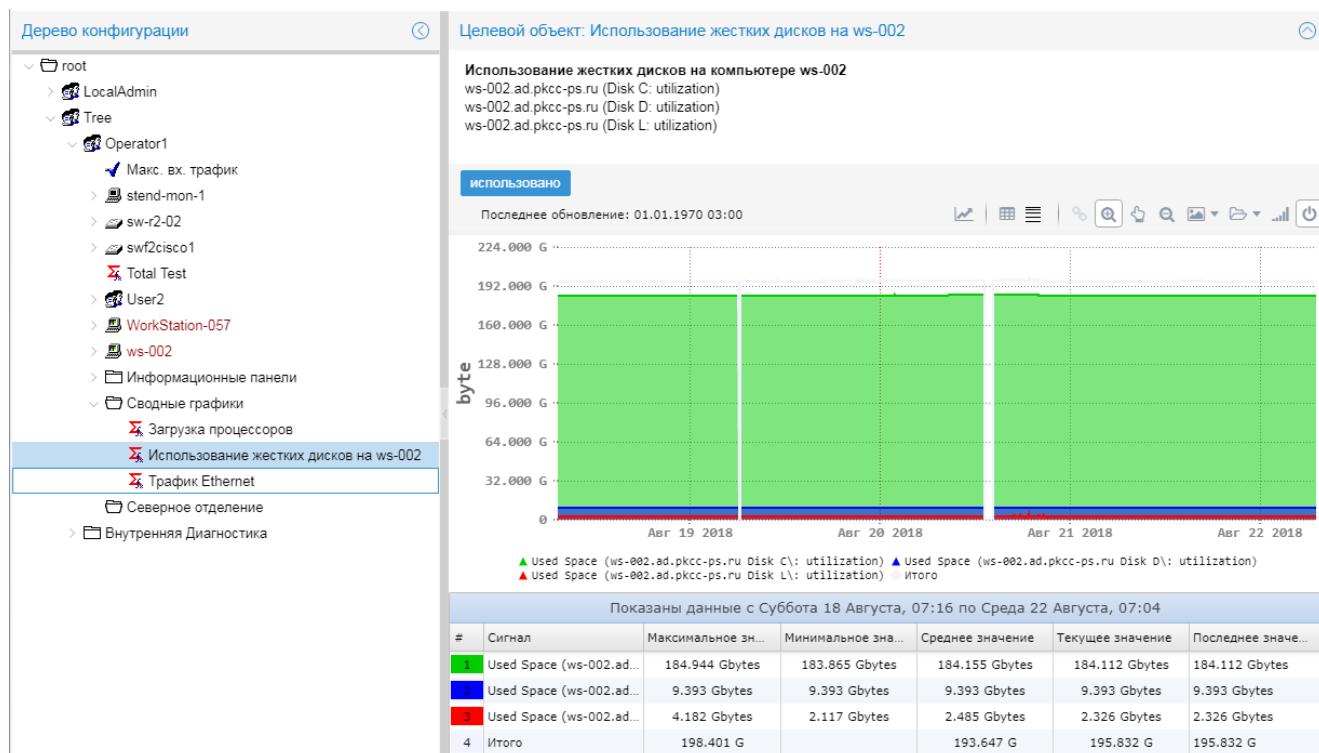 Дерево конфигурации
root
LocalAdmin
Tree
Operator1
Макс. вх. трафик
stend-mon-1
sw-r2-02
swf2cisco1
Total Test
User2
WorkStation-057
ws-002
Информационные панели
Сводные графики
Загрузка процессоров
Использование жестких дисков на ws-002
Трафик Ethernet
Северное отделение
Внутренняя Диагностика
Целевой объект: Использование жестких дисков на ws-002
Использование жестких дисков на компьютере ws-002
ws-002.ad.pkcc-ps.ru (Disk C: utilization)
ws-002.ad.pkcc-ps.ru (Disk D: utilization)
ws-002.ad.pkcc-ps.ru (Disk L: utilization)
использовано
Последнее обновление: 01.01.1970 03:00
byte
224.000 G
192.000 G
160.000 G
128.000 G
96.000 G
64.000 G
32.000 G
0
Авг 19 2018 Авг 20 2018 Авг 21 2018 Авг 22 2018
Used Space (ws-002.ad.pkcc-ps.ru Disk C\: utilization) Used Space (ws-002.ad.pkcc-ps.ru Disk D\: utilization)
Used Space (ws-002.ad.pkcc-ps.ru Disk L\: utilization) Итого
Показаны данные с Суббота 18 Августа, 07:16 по Среда 22 Августа, 07:04
# Сигнал Максимальное зн... Минимальное зна... Среднее значение Текущее значение Последнее значе...
1 Used Space (ws-002.ad... 184.944 Gbytes 183.865 Gbytes 184.155 Gbytes 184.112 Gbytes 184.112 Gbytes
2 Used Space (ws-002.ad... 9.393 Gbytes 9.393 Gbytes 9.393 Gbytes 9.393 Gbytes 9.393 Gbytes
3 Used Space (ws-002.ad... 4.182 Gbytes 2.117 Gbytes 2.485 Gbytes 2.326 Gbytes 2.326 Gbytes
4 Итого 198.401 G 193.647 G 195.832 G 195.832 G